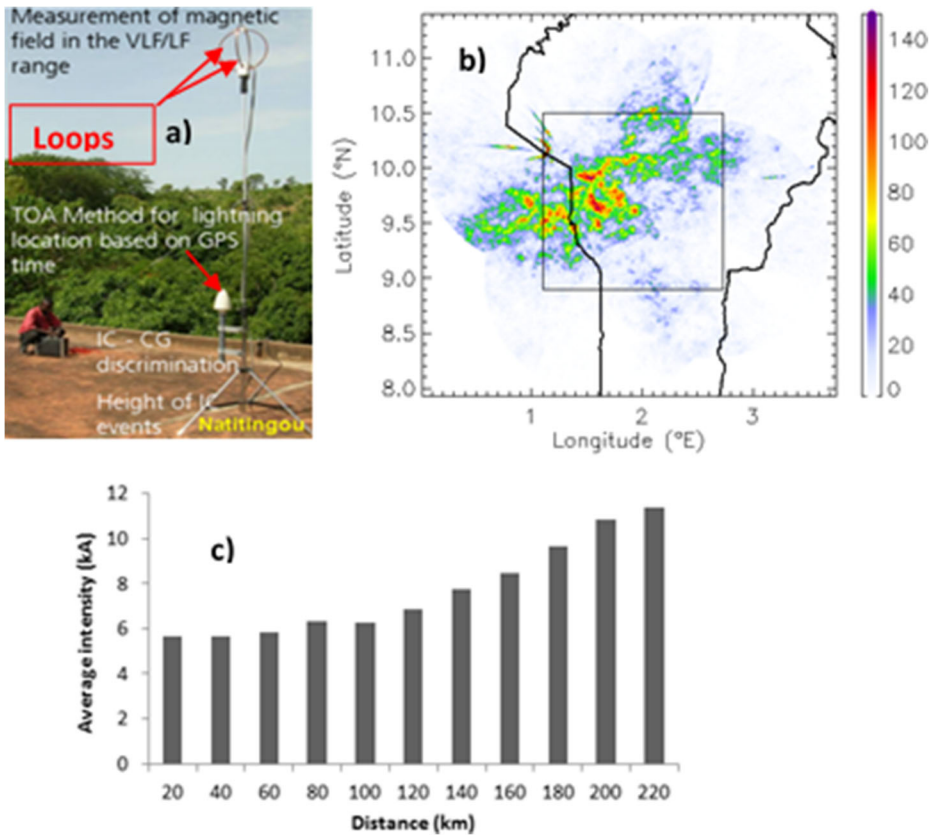 Measurement of magnetic
field in the VLF/LF
range
Loops
a)
TOA Method for lightning
location based on GPS
time
IC - CG
discrimination
Height of IC
events
Natitingou
b)
Latitude (°N)
11.0
10.5
10.0
9.5
9.0
8.5
8.0
1 2 3
Longitude (°E)
140
120
100
80
60
40
20
0
c)
Average intensity (kA)
12
10
8
6
4
2
0
20 40 60 80 100 120 140 160 180 200 220
Distance (km)